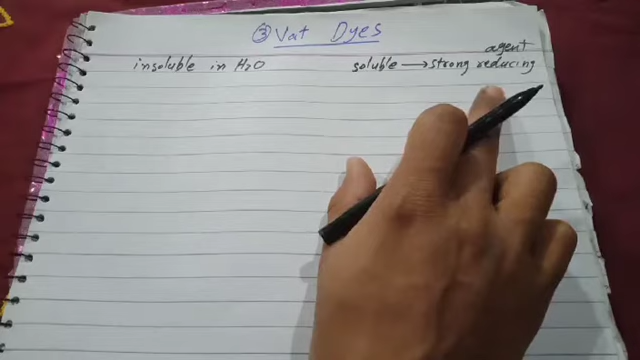 ③ Vat Dyes
insoluble in H₂O
soluble → strong reducing agent